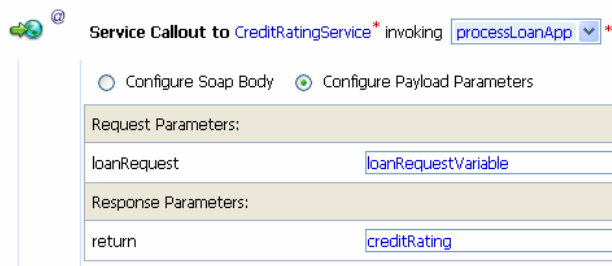 @ Service Callout to CreditRatingService* invoking processLoanApp *
Configure Soap Body Configure Payload Parameters
Request Parameters:
loanRequest loanRequestVariable
Response Parameters:
return creditRating